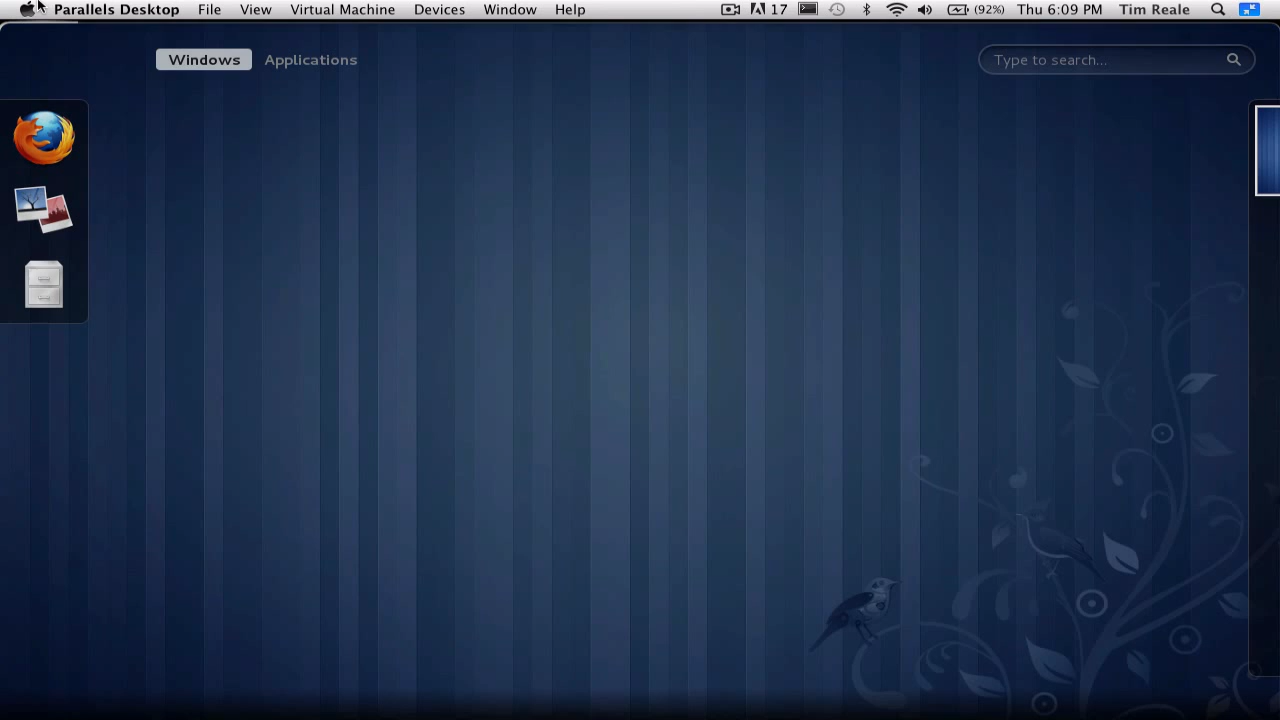 Parallels Desktop File View Virtual Machine Devices Window Help 17 (92%) Thu 6:09 PM Tim Reale
Windows Applications Type to search...